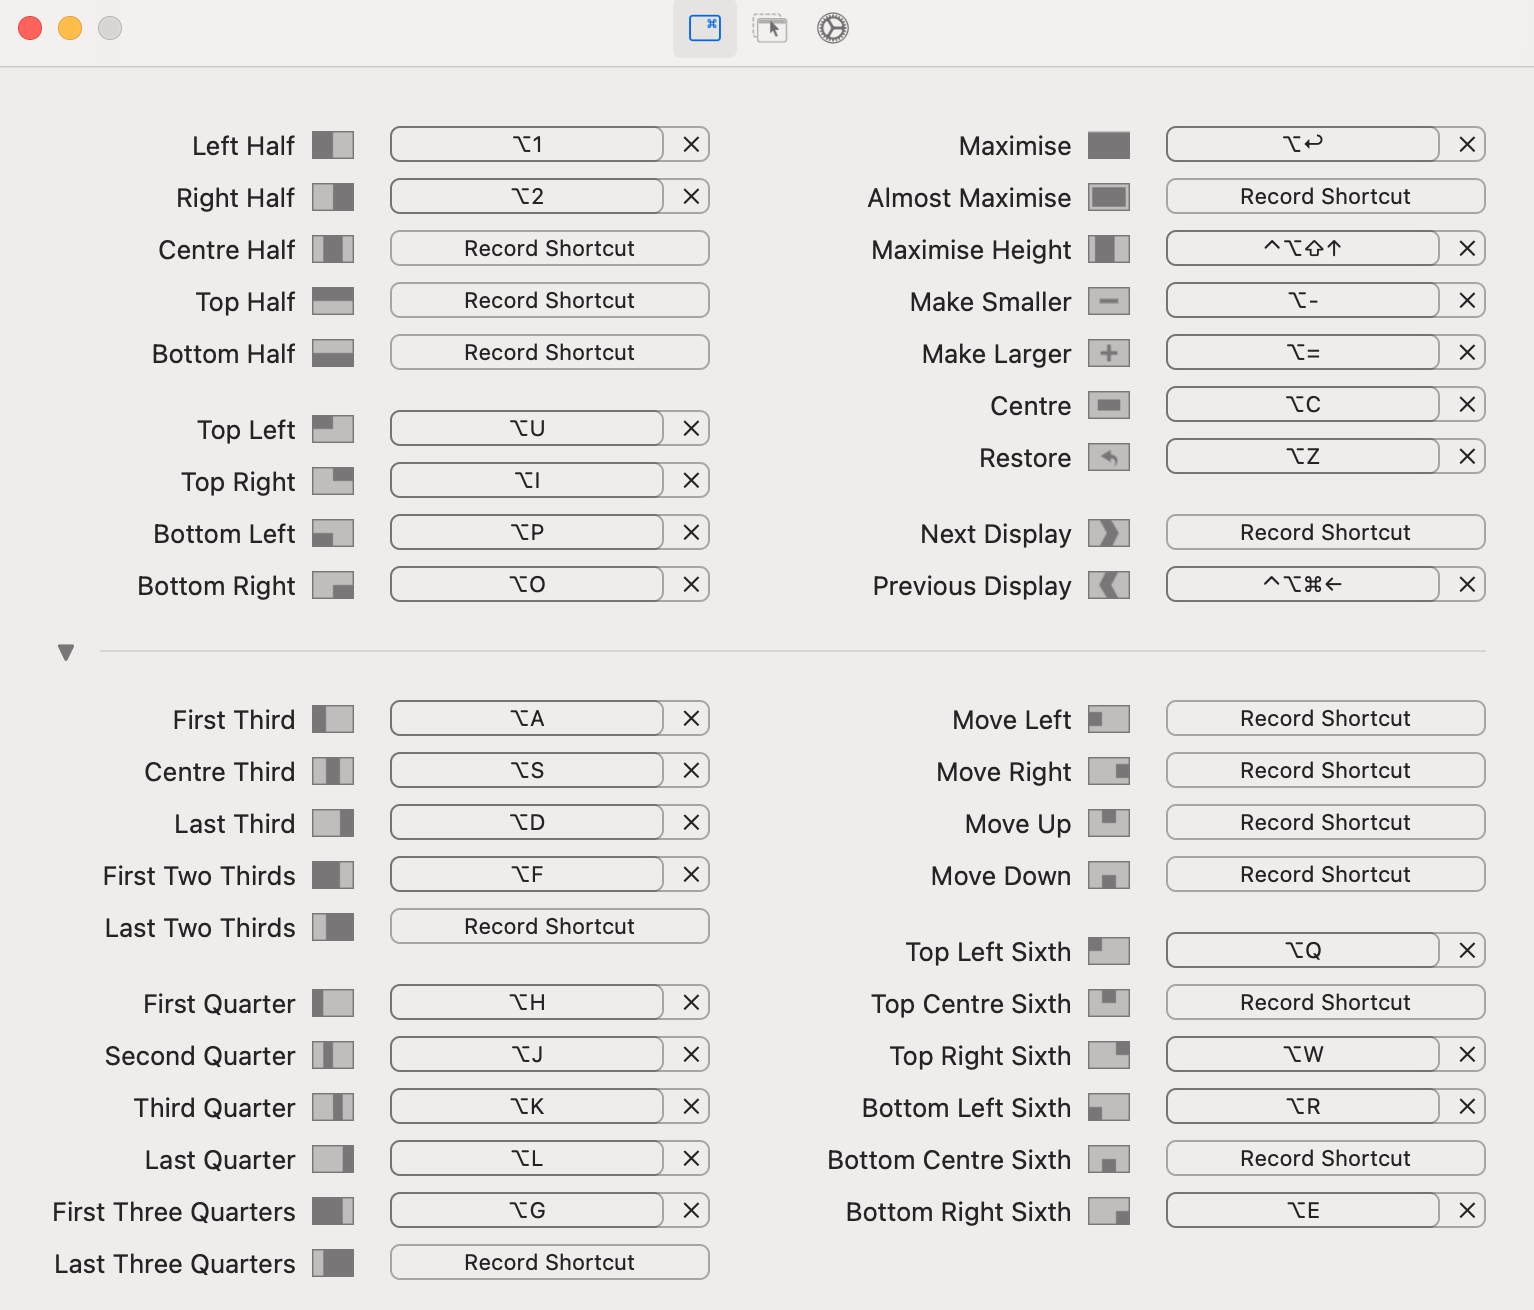 Left Half ⌥1
Right Half ⌥2
Centre Half Record Shortcut
Top Half Record Shortcut
Bottom Half Record Shortcut
Top Left ⌥U
Top Right ⌥I
Bottom Left ⌥P
Bottom Right ⌥O
Maximise ⌥↩
Almost Maximise Record Shortcut
Maximise Height ^⌥⇧↑
Make Smaller ⌥-
Make Larger ⌥=
Centre ⌥C
Restore ⌥Z
Next Display Record Shortcut
Previous Display ^⌥⌘←
First Third ⌥A
Centre Third ⌥S
Last Third ⌥D
First Two Thirds ⌥F
Last Two Thirds Record Shortcut
First Quarter ⌥H
Second Quarter ⌥J
Third Quarter ⌥K
Last Quarter ⌥L
First Three Quarters ⌥G
Last Three Quarters Record Shortcut
Move Left Record Shortcut
Move Right Record Shortcut
Move Up Record Shortcut
Move Down Record Shortcut
Top Left Sixth ⌥Q
Top Centre Sixth Record Shortcut
Top Right Sixth ⌥W
Bottom Left Sixth ⌥R
Bottom Centre Sixth Record Shortcut
Bottom Right Sixth ⌥E